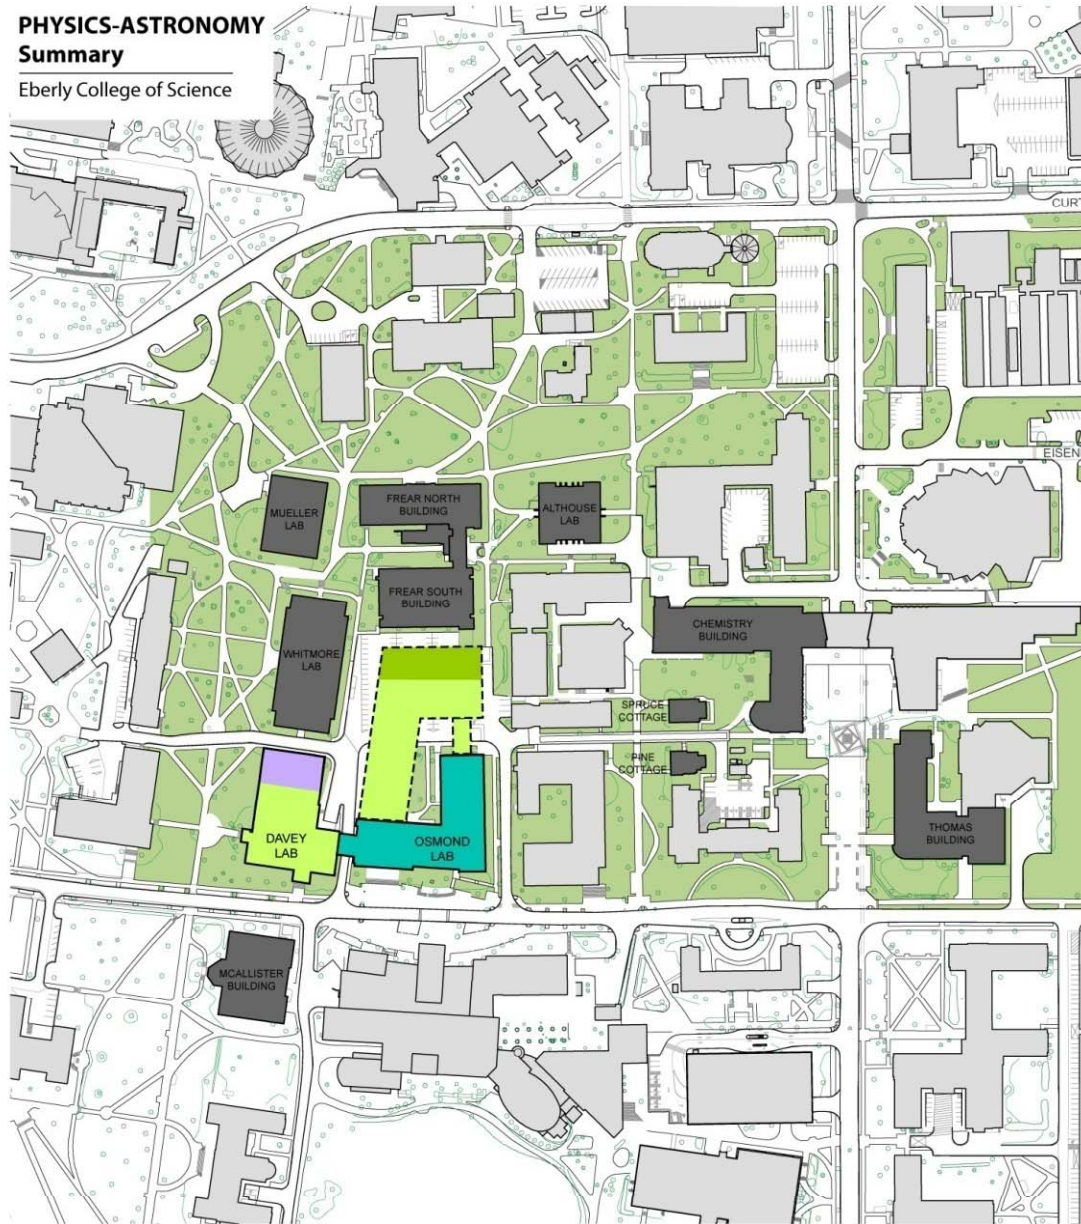 PHYSICS-ASTRONOMY
Summary
Eberly College of Science
CURT
EISEN
MUELLER
LAB
FREAR NORTH
BUILDING
ALTHOUSE
LAB
FREAR SOUTH
BUILDING
CHEMISTRY
BUILDING
WHITMORE
LAB
SPRUCE
COTTAGE
PINE
COTTAGE
DAVEY
LAB
OSMOND
LAB
THOMAS
BUILDING
MCALLISTER
BUILDING